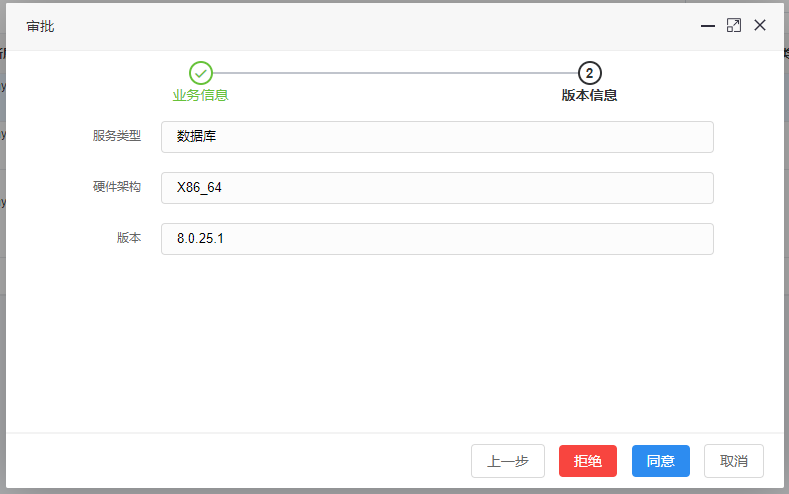 审批
2
业务信息
版本信息
服务类型
数据库
硬件架构
X86_64
版本
8.0.25.1
上一步
拒绝
同意
取消